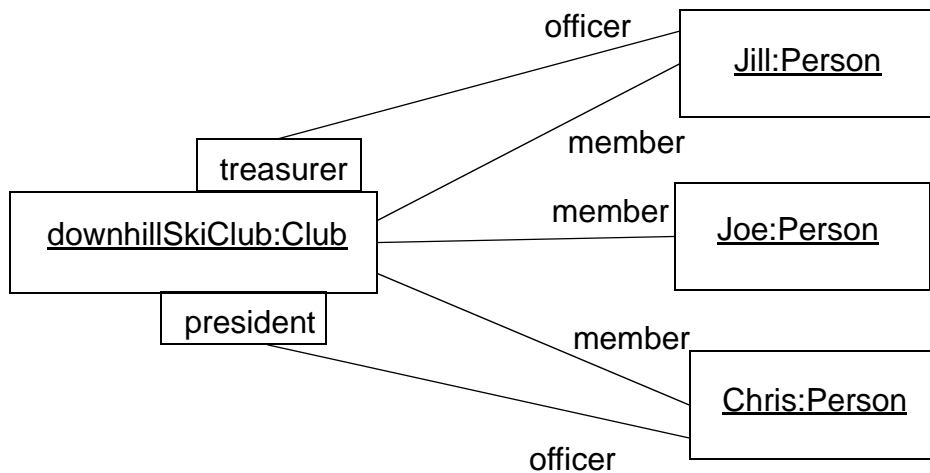 officer
Jill:Person
member
treasurer
member
Joe:Person
downhillSkiClub:Club
president
member
Chris:Person
officer